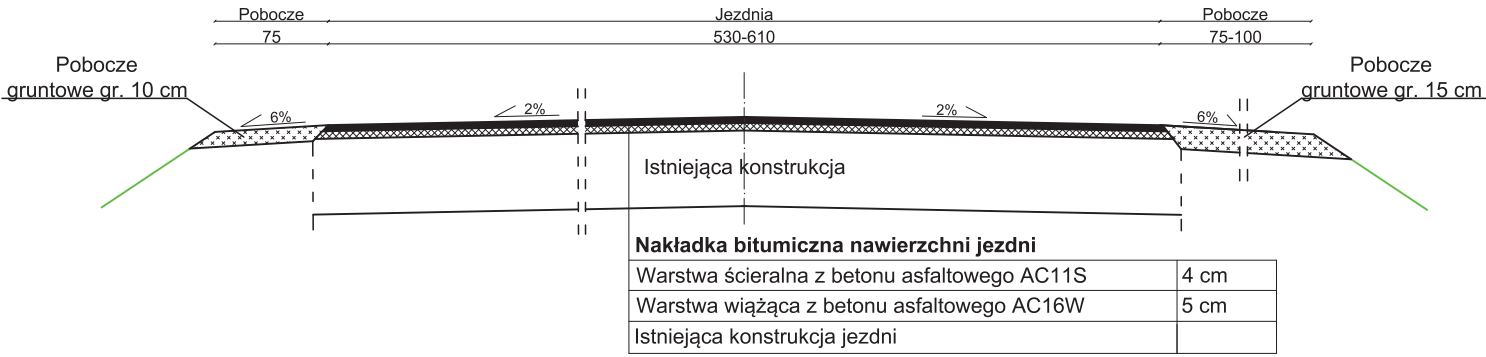 Pobocze Jezdnia Pobocze
75 530-610 75-100
Pobocze
gruntowe gr. 10 cm
Pobocze
gruntowe gr. 15 cm
6% 2% 2% 6%
Istniejąca konstrukcja
Nakładka bitumiczna nawierzchni jezdni
Warstwa ścieralna z betonu asfaltowego AC11S 4 cm
Warstwa wiążąca z betonu asfaltowego AC16W 5 cm
Istniejąca konstrukcja jezdni